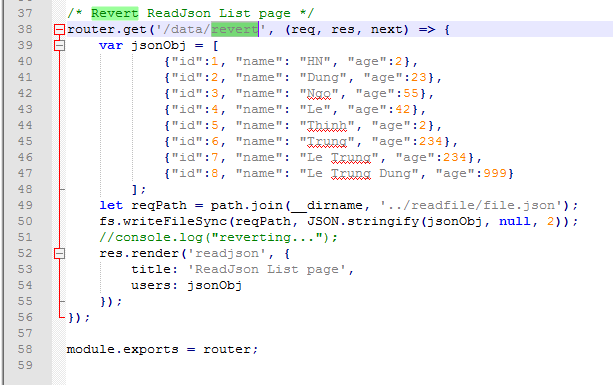 37 /* Revert ReadJson List page */
38 router.get('/data/revert', (req, res, next) => {
39     var jsonObj = [
40             {"id":1, "name": "HN", "age":2},
41             {"id":2, "name": "Dung", "age":23},
42             {"id":3, "name": "Ngo", "age":55},
43             {"id":4, "name": "Le", "age":42},
44             {"id":5, "name": "Thinh", "age":2},
45             {"id":6, "name": "Trung", "age":234},
46             {"id":7, "name": "Le Trung", "age":234},
47             {"id":8, "name": "Le Trung Dung", "age":999}
48         ];
49     let reqPath = path.join(__dirname, '../readfile/file.json');
50     fs.writeFileSync(reqPath, JSON.stringify(jsonObj, null, 2));
51     //console.log("reverting...");
52     res.render('readjson', {
53         title: 'ReadJson List page',
54         users: jsonObj
55     });
56 });
57
58 module.exports = router;
59